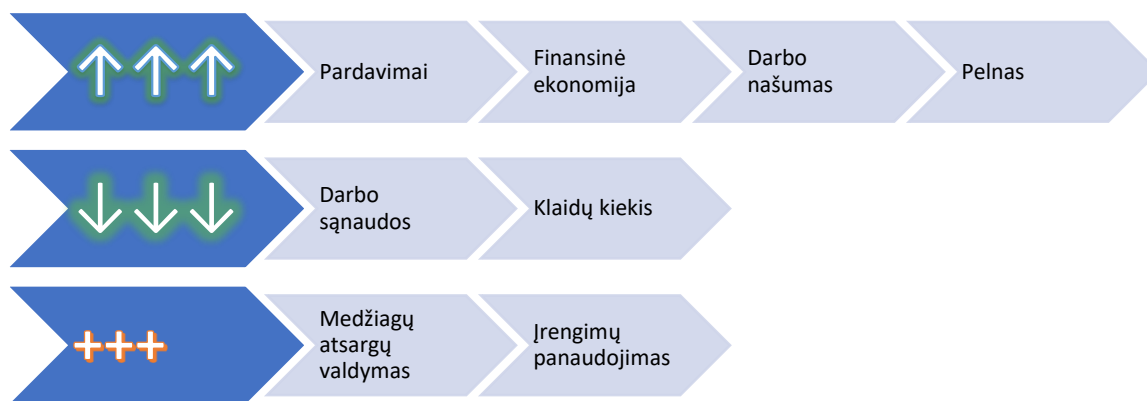 Pardavimai
Finansinė
ekonomija
Darbo
našumas
Pelnas
Darbo
sąnaudos
Klaidų kiekis
+++
Medžiagų
atsargų
valdymas
Įrengimų
panaudojimas